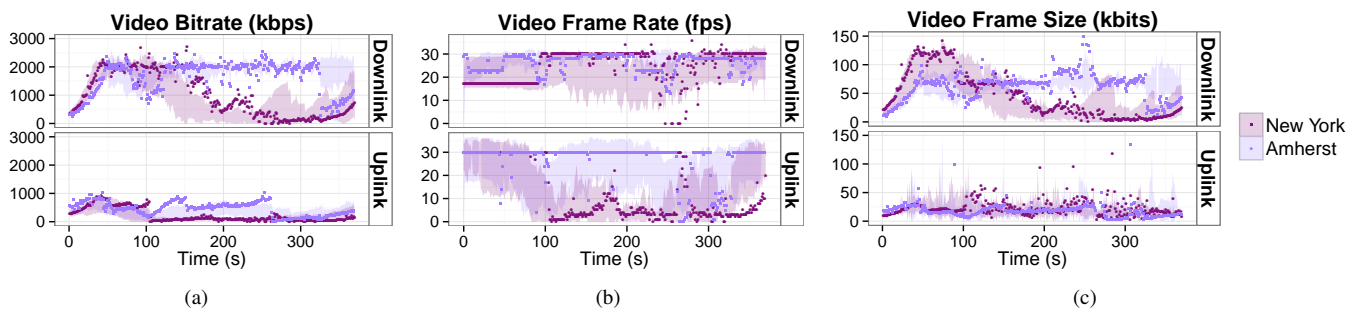 Video Bitrate (kbps)
3000
2000
1000
0
Downlink
3000
2000
1000
0
Uplink
0
100
200
300
Time (s)
(a)
Video Frame Rate (fps)
30
20
10
0
Downlink
30
20
10
0
Uplink
0
100
200
300
Time (s)
(b)
Video Frame Size (kbits)
150
100
50
0
Downlink
150
100
50
0
Uplink
0
100
200
300
Time (s)
(c)
New York
Amherst